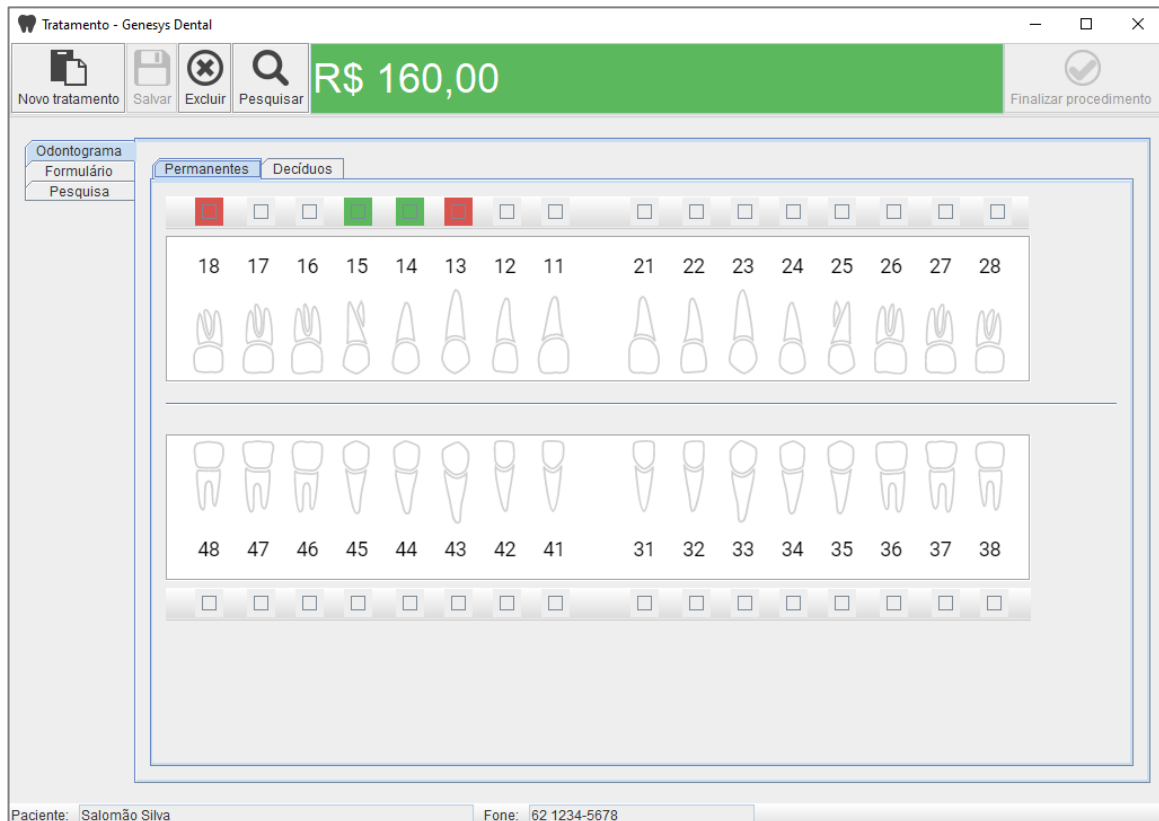 Tratamento - Genesys Dental
Novo tratamento Salvar Excluir Pesquisar R$ 160,00 Finalizar procedimento
Odontograma
Formulário
Pesquisa
Permanentes Decíduos
18 17 16 15 14 13 12 11 21 22 23 24 25 26 27 28
48 47 46 45 44 43 42 41 31 32 33 34 35 36 37 38
Paciente: Salomão Silva Fone: 62 1234-5678